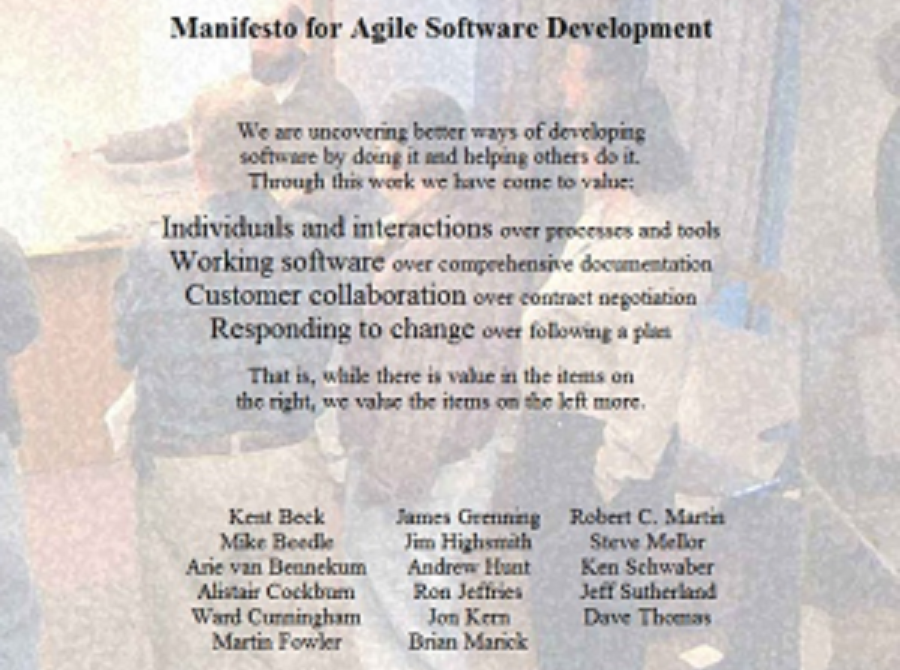 Manifesto for Agile Software Development
We are uncovering better ways of developing
software by doing it and helping others do it.
Through this work we have come to value:
Individuals and interactions over processes and tools
Working software over comprehensive documentation
Customer collaboration over contract negotiation
Responding to change over following a plan
That is, while there is value in the items on
the right, we value the items on the left more.
Kent Beck James Grenning Robert C. Martin
Mike Beedle Jim Highsmith Steve Mellor
Arie van Bennekum Andrew Hunt Ken Schwaber
Alistair Cockburn Ron Jeffries Jeff Sutherland
Ward Cunningham Jon Kern Dave Thomas
Martin Fowler Brian Marick